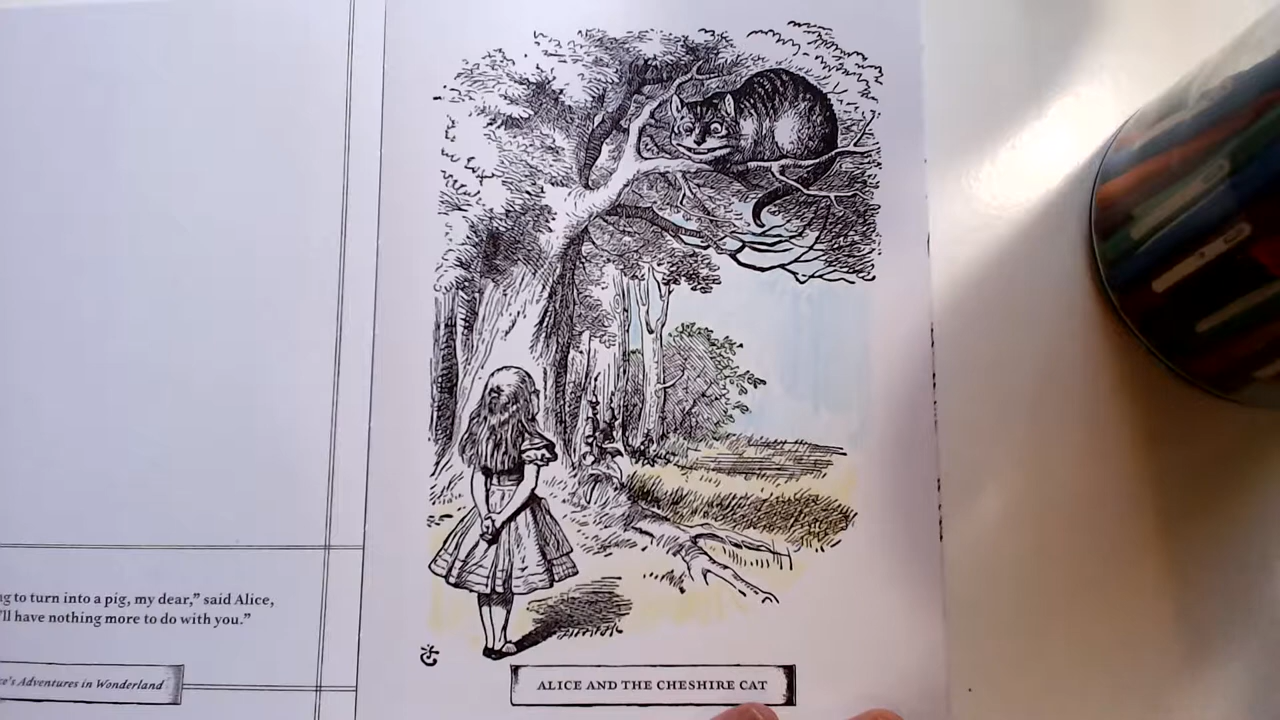 to turn into a pig, my dear,” said Alice,
have nothing more to do with you.”
Adventures in Wonderland
ALICE AND THE CHESHIRE CAT